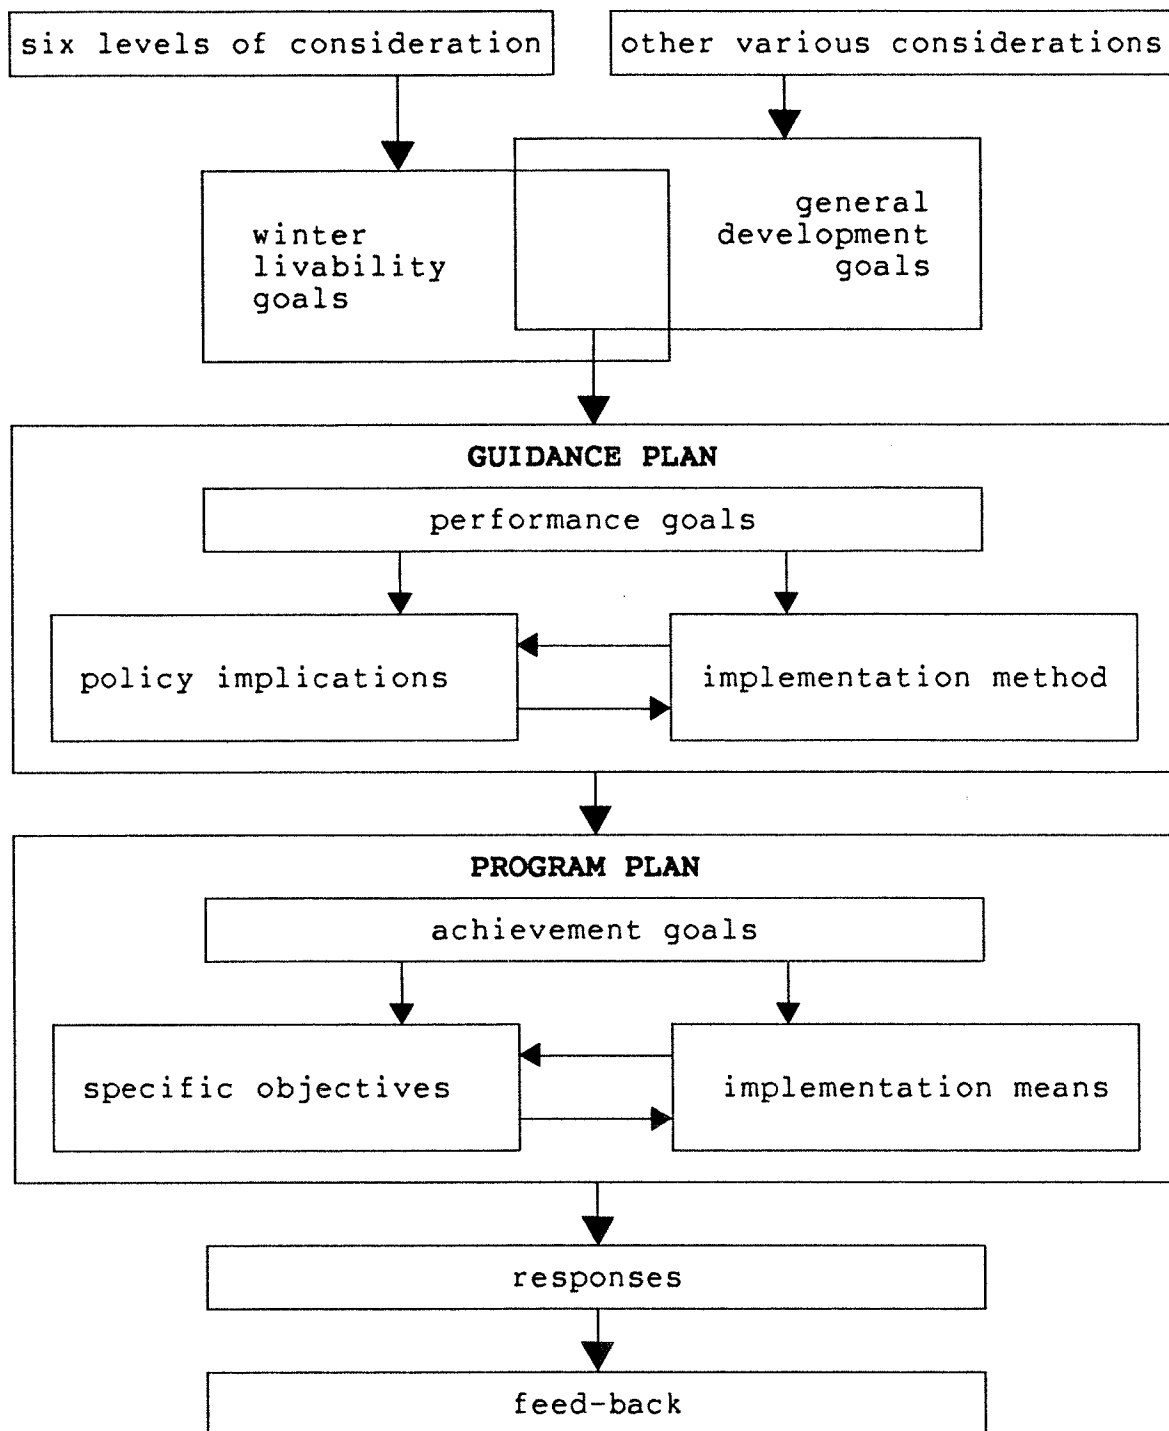 six levels of consideration
other various considerations
winter
livability
goals
general
development
goals
GUIDANCE PLAN
performance goals
policy implications
implementation method
PROGRAM PLAN
achievement goals
specific objectives
implementation means
responses
feed-back